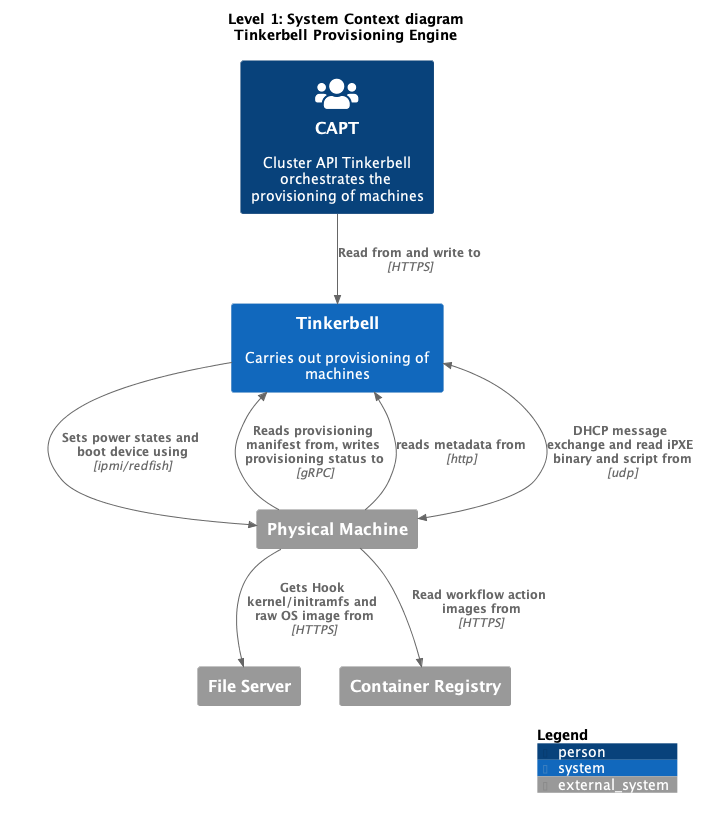 Level 1: System Context diagram
Tinkerbell Provisioning Engine
CAPT
Cluster API Tinkerbell
orchestrates the
provisioning of machines
Read from and write to
[HTTPS]
Tinkerbell
Carries out provisioning of
machines
Sets power states and
boot device using
[ipmi/redfish]
Reads provisioning
manifest from, writes
provisioning status to
[gRPC]
reads metadata from
[http]
DHCP message
exchange and read iPXE
binary and script from
[udp]
Physical Machine
Gets Hook
kernel/initramfs and
raw OS image from
[HTTPS]
Read workflow action
images from
[HTTPS]
File Server
Container Registry
Legend
person
system
external_system